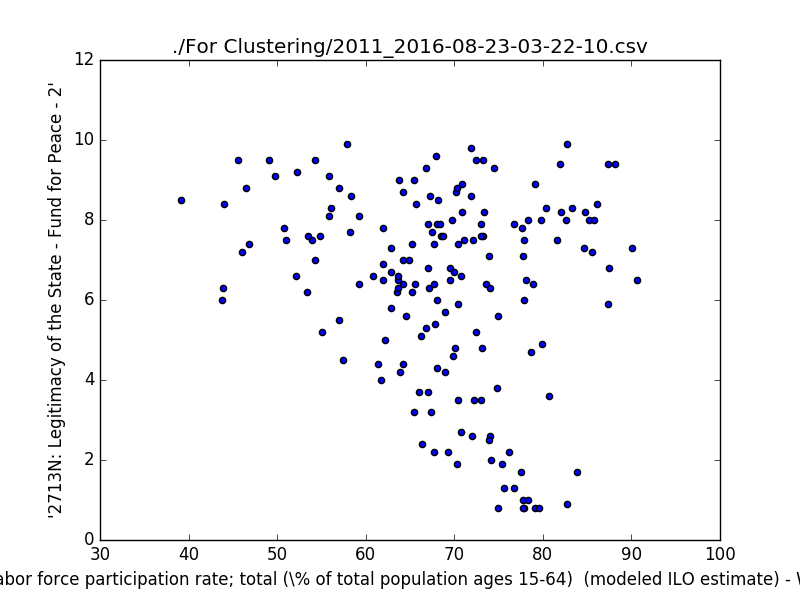 ./For Clustering/2011_2016-08-23-03-22-10.csv
12
10
8
6
4
2
0
'2713N: Legitimacy of the State - Fund for Peace - 2'
30 40 50 60 70 80 90 100
abor force participation rate; total (\% of total population ages 15-64)  (modeled ILO estimate) -